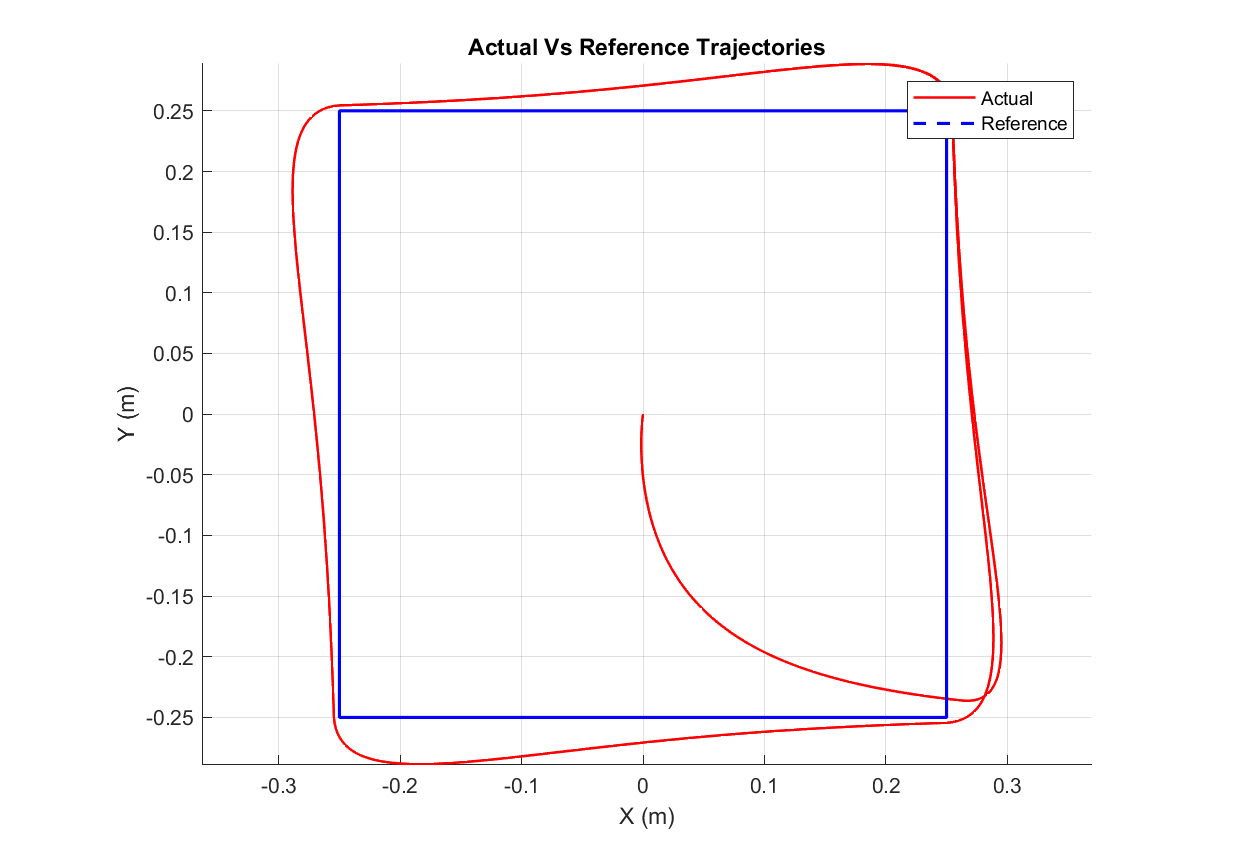 Actual Vs Reference Trajectories
Actual
Reference
0.25
0.2
0.15
0.1
0.05
0
-0.05
-0.1
-0.15
-0.2
-0.25
Y (m)
-0.3 -0.2 -0.1 0 0.1 0.2 0.3
X (m)